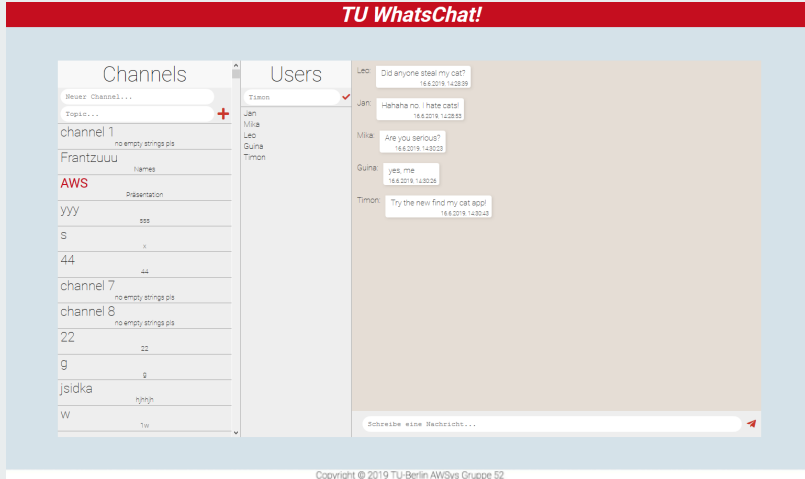 TU WhatsChat!
Channels
Neuer Channel...
Topic...
channel 1
no empty strings pls
Frantzuuu
Names
AWS
Präsentation
yyy
sss
s
x
44
44
channel 7
no empty strings pls
channel 8
no empty strings pls
22
22
g
g
jsidka
hjhhjh
w
1w
Users
Timon
Jan
Mika
Leo
Guina
Timon
Leo: Did anyone steal my cat?
16.6.2019, 14:28:39
Jan: Hahaha no. I hate cats!
16.6.2019, 14:28:53
Mika: Are you serious?
16.6.2019, 14:30:23
Guina: yes, me
16.6.2019, 14:30:26
Timon: Try the new find my cat app!
16.6.2019, 14:30:43
Schreibe eine Nachricht...
Copyright © 2019 TU-Berlin AWSys Gruppe 52